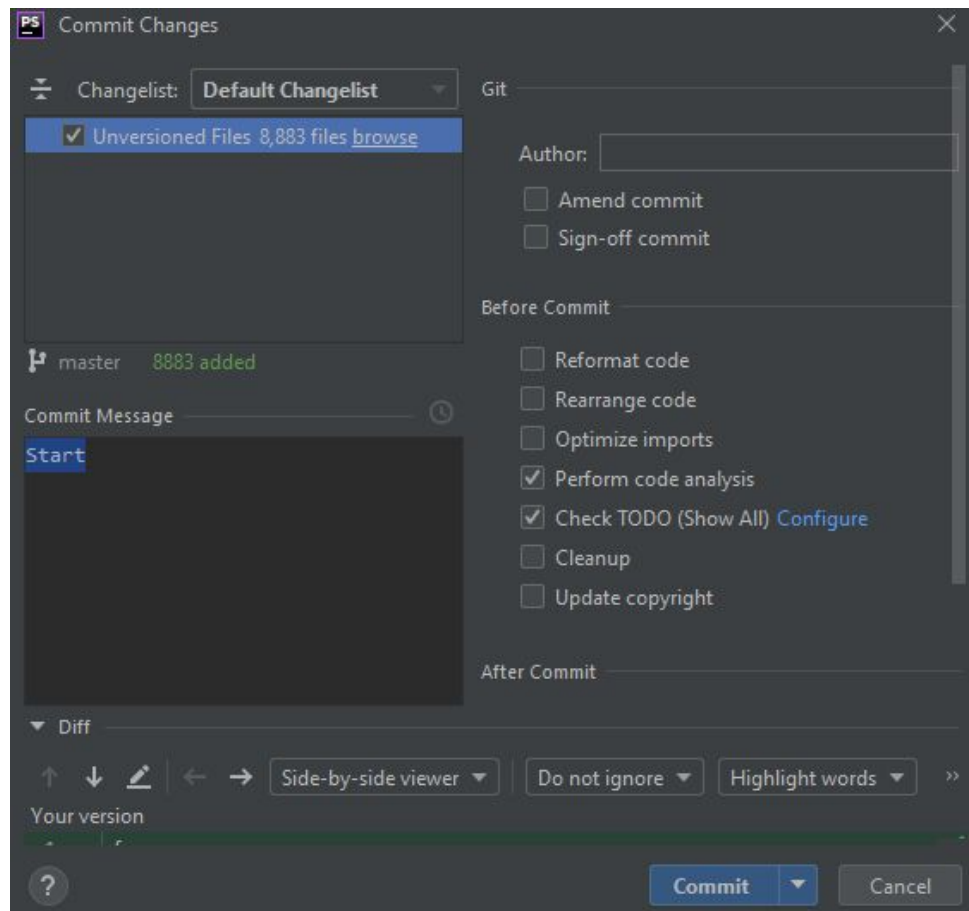 PS Commit Changes
Changelist: Default Changelist
Unversioned Files 8,883 files browse
master 8883 added
Commit Message
Start
Git
Author:
Amend commit
Sign-off commit
Before Commit
Reformat code
Rearrange code
Optimize imports
Perform code analysis
Check TODO (Show All) Configure
Cleanup
Update copyright
After Commit
Diff
Side-by-side viewer Do not ignore Highlight words
Your version
? Commit Cancel